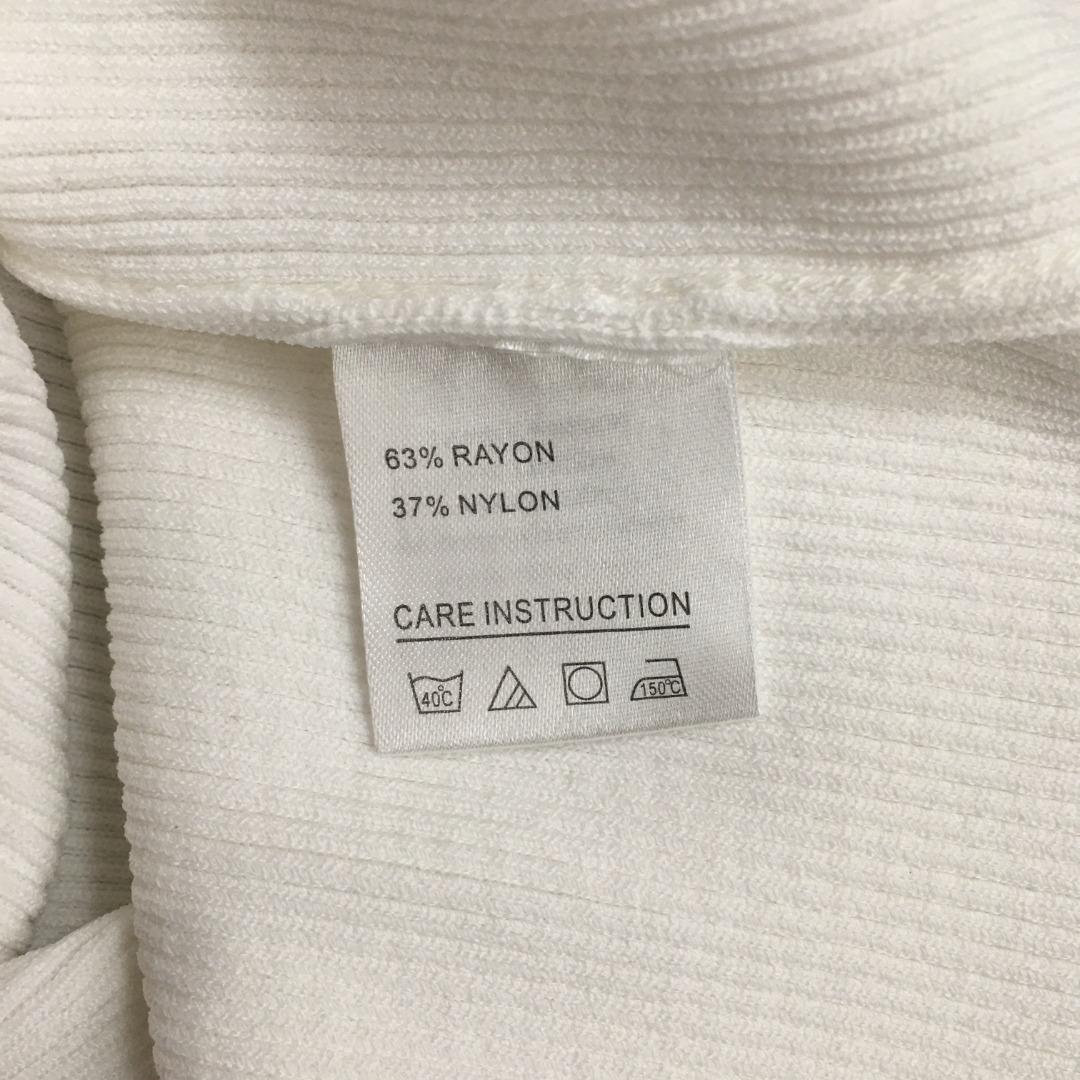 63% RAYON
37% NYLON
CARE INSTRUCTION
40°C 150°C